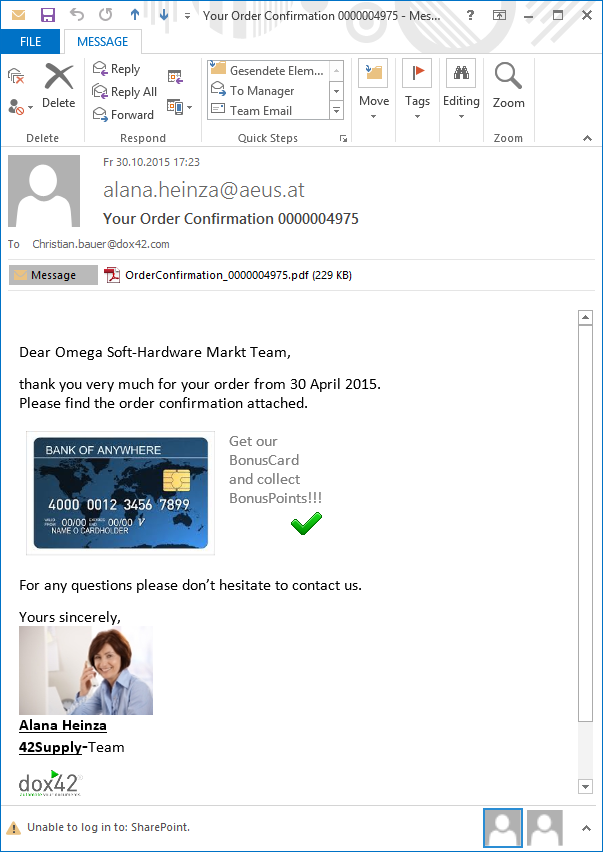 Your Order Confirmation 0000004975 - Mes...
?
FILE
MESSAGE
Delete
Reply
Reply All
Forward
Gesendete Elem...
To Manager
Team Email
Move
Tags
Editing
Zoom
Delete
Respond
Quick Steps
Zoom
Fr 30.10.2015 17:23
alana.heinza@aeus.at
Your Order Confirmation 0000004975
To Christian.bauer@dox42.com
Message
OrderConfirmation_0000004975.pdf (229 KB)
Dear Omega Soft-Hardware Markt Team,
thank you very much for your order from 30 April 2015.
Please find the order confirmation attached.
BANK OF ANYWHERE
4000 0012 3456 7899
00/00 00/00 V
NAME O CARDHOLDER
Get our
BonusCard
and collect
BonusPoints!!!
For any questions please don't hesitate to contact us.
Yours sincerely,
Alana Heinza
42Supply-Team
dox42
Unable to log in to: SharePoint.